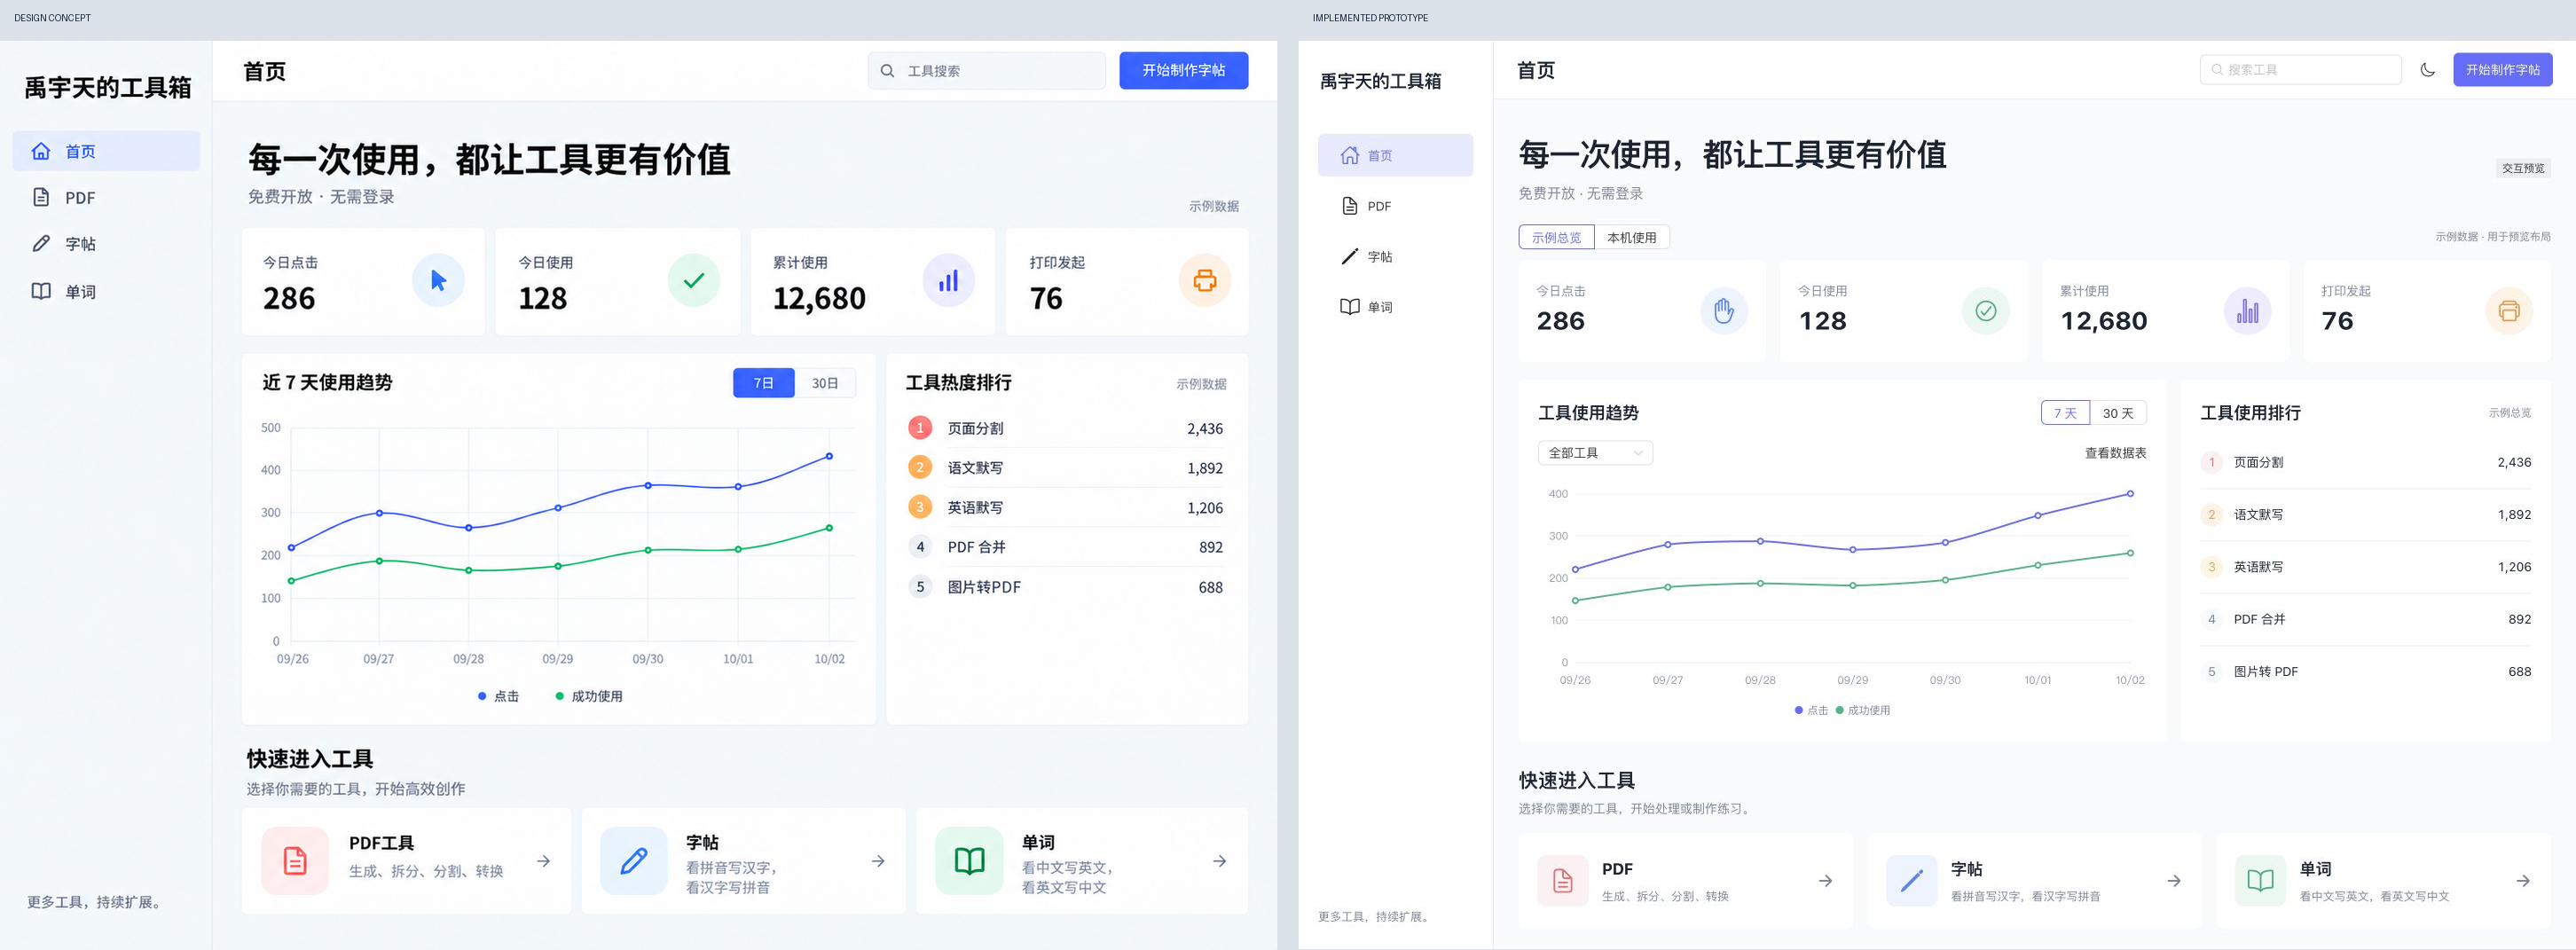 DESIGN CONCEPT
禹宇天的工具箱
首页
PDF
字帖
单词
更多工具，持续扩展。
首页
工具搜索
开始制作字帖
每一次使用，都让工具更有价值
免费开放 · 无需登录
示例数据
今日点击
286
今日使用
128
累计使用
12,680
打印发起
76
近 7 天使用趋势
7日
30日
500
400
300
200
100
0
09/26
09/27
09/28
09/29
09/30
10/01
10/02
点击
成功使用
工具热度排行
示例数据
1 页面分割 2,436
2 语文默写 1,892
3 英语默写 1,206
4 PDF 合并 892
5 图片转PDF 688
快速进入工具
选择你需要的工具，开始高效创作
PDF工具
生成、拆分、分割、转换
字帖
看拼音写汉字，
看汉字写拼音
单词
看中文写英文，
看英文写中文
IMPLEMENTED PROTOTYPE
禹宇天的工具箱
首页
PDF
字帖
单词
更多工具，持续扩展。
首页
搜索工具
开始制作字帖
每一次使用，都让工具更有价值
免费开放 · 无需登录
交互预览
示例总览
本机使用
示例数据 · 用于预览布局
今日点击
286
今日使用
128
累计使用
12,680
打印发起
76
工具使用趋势
7 天
30 天
全部工具
查看数据表
400
300
200
100
0
09/26
09/27
09/28
09/29
09/30
10/01
10/02
点击
成功使用
工具使用排行
示例总览
1 页面分割 2,436
2 语文默写 1,892
3 英语默写 1,206
4 PDF 合并 892
5 图片转 PDF 688
快速进入工具
选择你需要的工具，开始处理或制作练习。
PDF
生成、拆分、分割、转换
字帖
看拼音写汉字，看汉字写拼音
单词
看中文写英文，看英文写中文